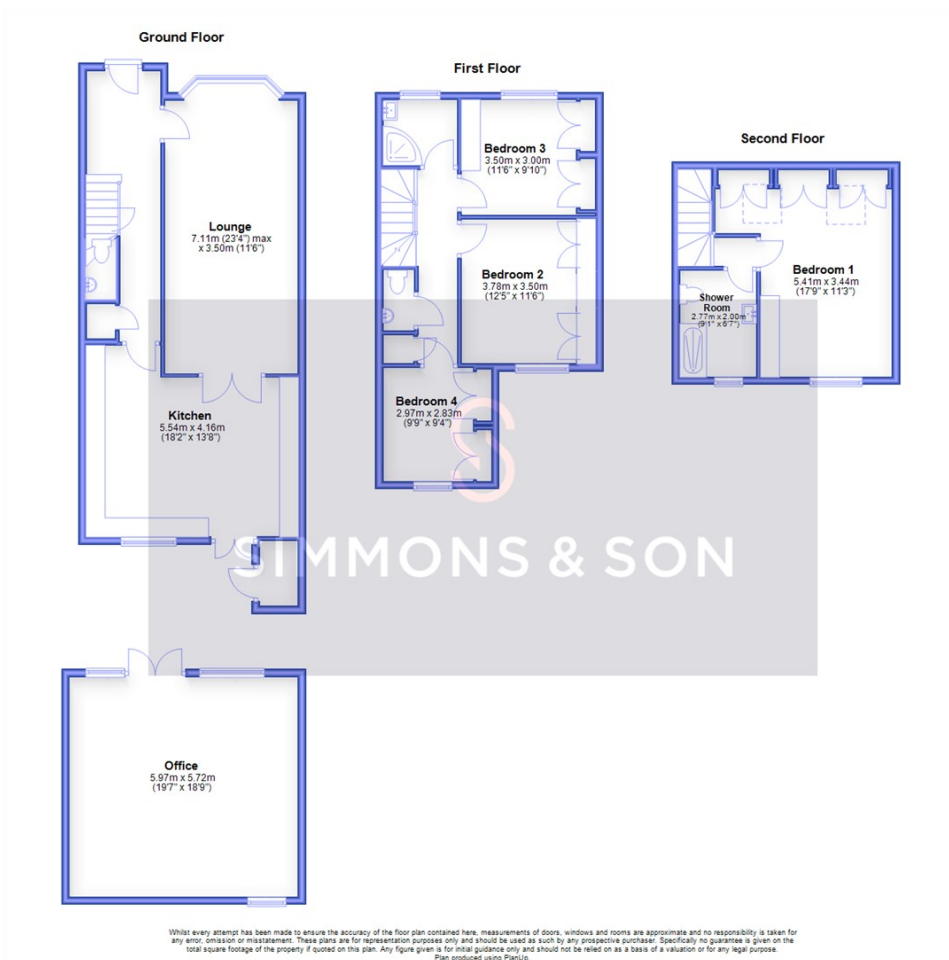 Ground Floor
Lounge
7.11m (23'4") max
x 3.50m (11'6")
Kitchen
5.54m x 4.16m
(18'2" x 13'8")
First Floor
Bedroom 3
3.50m x 3.00m
(11'6" x 9'10")
Bedroom 2
3.78m x 3.50m
(12'5" x 11'6")
Bedroom 4
2.97m x 2.83m
(9'9" x 9'4")
Second Floor
Bedroom 1
5.41m x 3.44m
(17'9" x 11'3")
Shower
Room
2.77m x 2.00m
(9'1" x 6'7")
SIMMONS & SON
Office
5.97m x 5.72m
(19'7" x 18'9")
Whilst every attempt has been made to ensure the accuracy of the floor plan contained here, measurements of doors, windows and rooms are approximate and no responsibility is taken for
any error, omission or misstatement. These plans are for representation purposes only and should be used as such by any prospective purchaser. Specifically no guarantee is given on the
total square footage of the property if quoted on this plan. Any figure given is for initial guidance only and should not be relied on as a basis of a valuation or for any legal purpose.
Plan produced using PlanUp.